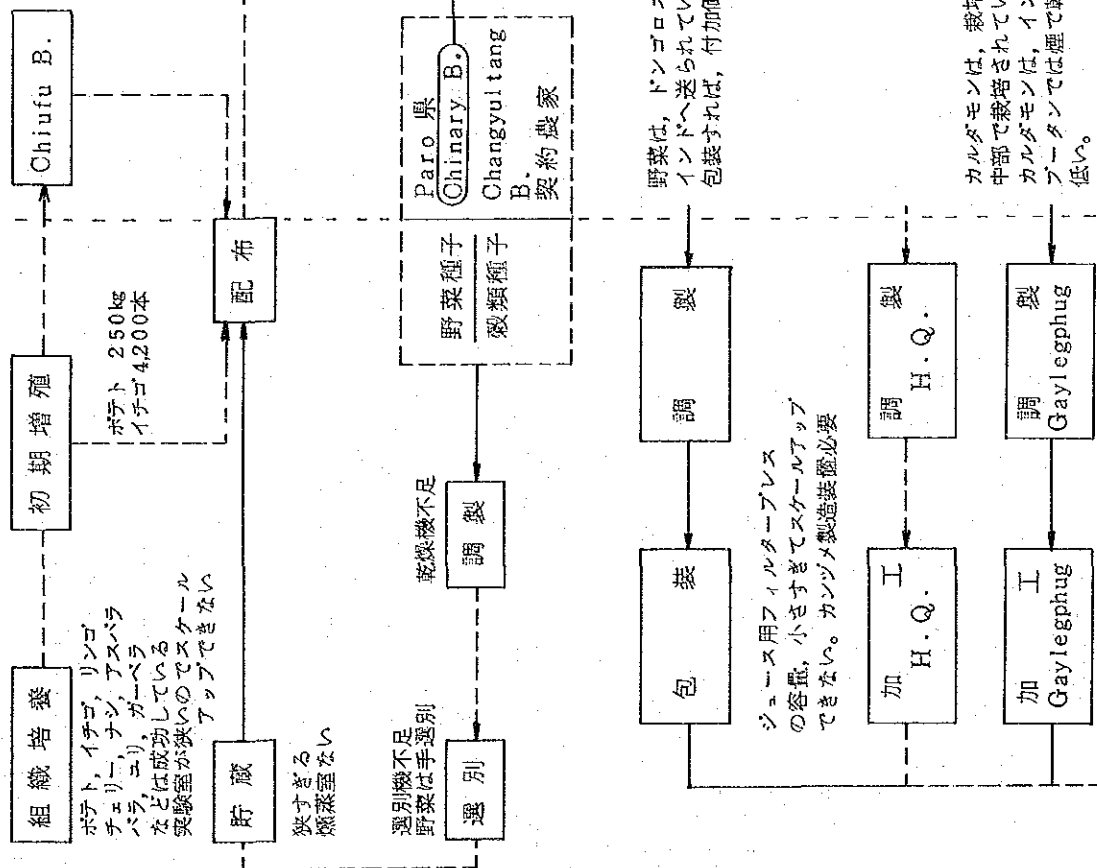 組織培養
ポテト，イチゴ，リンゴ
チェリー，ナシ，アスパラ
バラ，ユリ，ガーベラ
などは成功している
実験室が狭いのでスケール
アップできない
初期増殖
ポテト 250kg
イチゴ 4,200本
Chiufu B.
貯蔵
狭すぎる
燻蒸室ない
配布
選別機不足
野菜は手選別
選別
乾燥機不足
調製
野菜種子
穀類種子
Paro 県
Chinary B.
Changyultang
B.
契約農家
包装
調製
野菜は，ドンゴロス
インドへ送られてい
包装すれば，付加価
ジュース用フィルタープレス
の容量，小さすぎてスケールアップ
できない。カンヅメ製造装置必要
加工
H.Q.
調製
H.Q.
加工
Gaylegphug
調製
Gaylegphug
カルダモンは，栽培
中部で栽培されてい
カルダモンは，イン
ブータンでは煙で乾
低い。